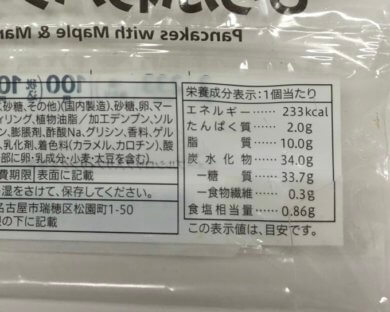 Pancakes with Maple & Mar
100
栄養成分表示:1個当たり
エネルギー……233kcal
たんぱく質……2.0g
脂質……10.0g
炭水化物……34.0g
−糖質……33.7g
−食物繊維……0.3g
食塩相当量……0.86g
この表示値は、目安です。
砂糖、その他)(国内製造)、砂糖、卵、マー
ィリング、植物油脂/加工デンプン、ソル
ン、膨脹剤、酢酸Na、グリシン、香料、ゲル
、乳化剤、着色料(カラメル、カロチン)、酸
部に卵・乳成分・小麦・大豆を含む)
費期限 表面に記載
湿をさけて、保存してください。
名古屋市瑞穂区松園町1-50
の下に記載